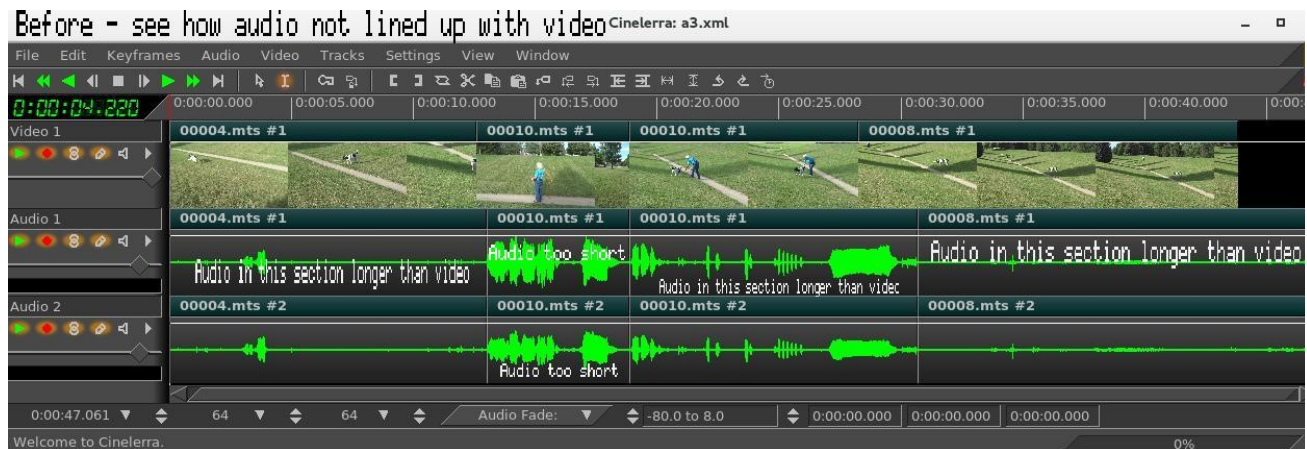 Before - see how audio not lined up with video Cinelerra: a3.xml
File Edit Keyframes Audio Video Tracks Settings View Window
0:00:04.220 0:00:00.000 0:00:05.000 0:00:10.000 0:00:15.000 0:00:20.000 0:00:25.000 0:00:30.000 0:00:35.000 0:00:40.000 0:00:
Video 1 00004.mts #1 00010.mts #1 00010.mts #1 00008.mts #1
Audio 1 00004.mts #1 00010.mts #1 00010.mts #1 00008.mts #1
Audio in this section longer than video Audio too short Audio in this section longer than videc Audio in this section longer than video
Audio 2 00004.mts #2 00010.mts #2 00010.mts #2 00008.mts #2
Audio too short
0:00:47.061 64 64 Audio Fade: -80.0 to 8.0 0:00:00.000 0:00:00.000 0:00:00.000
Welcome to Cinelerra. 0%